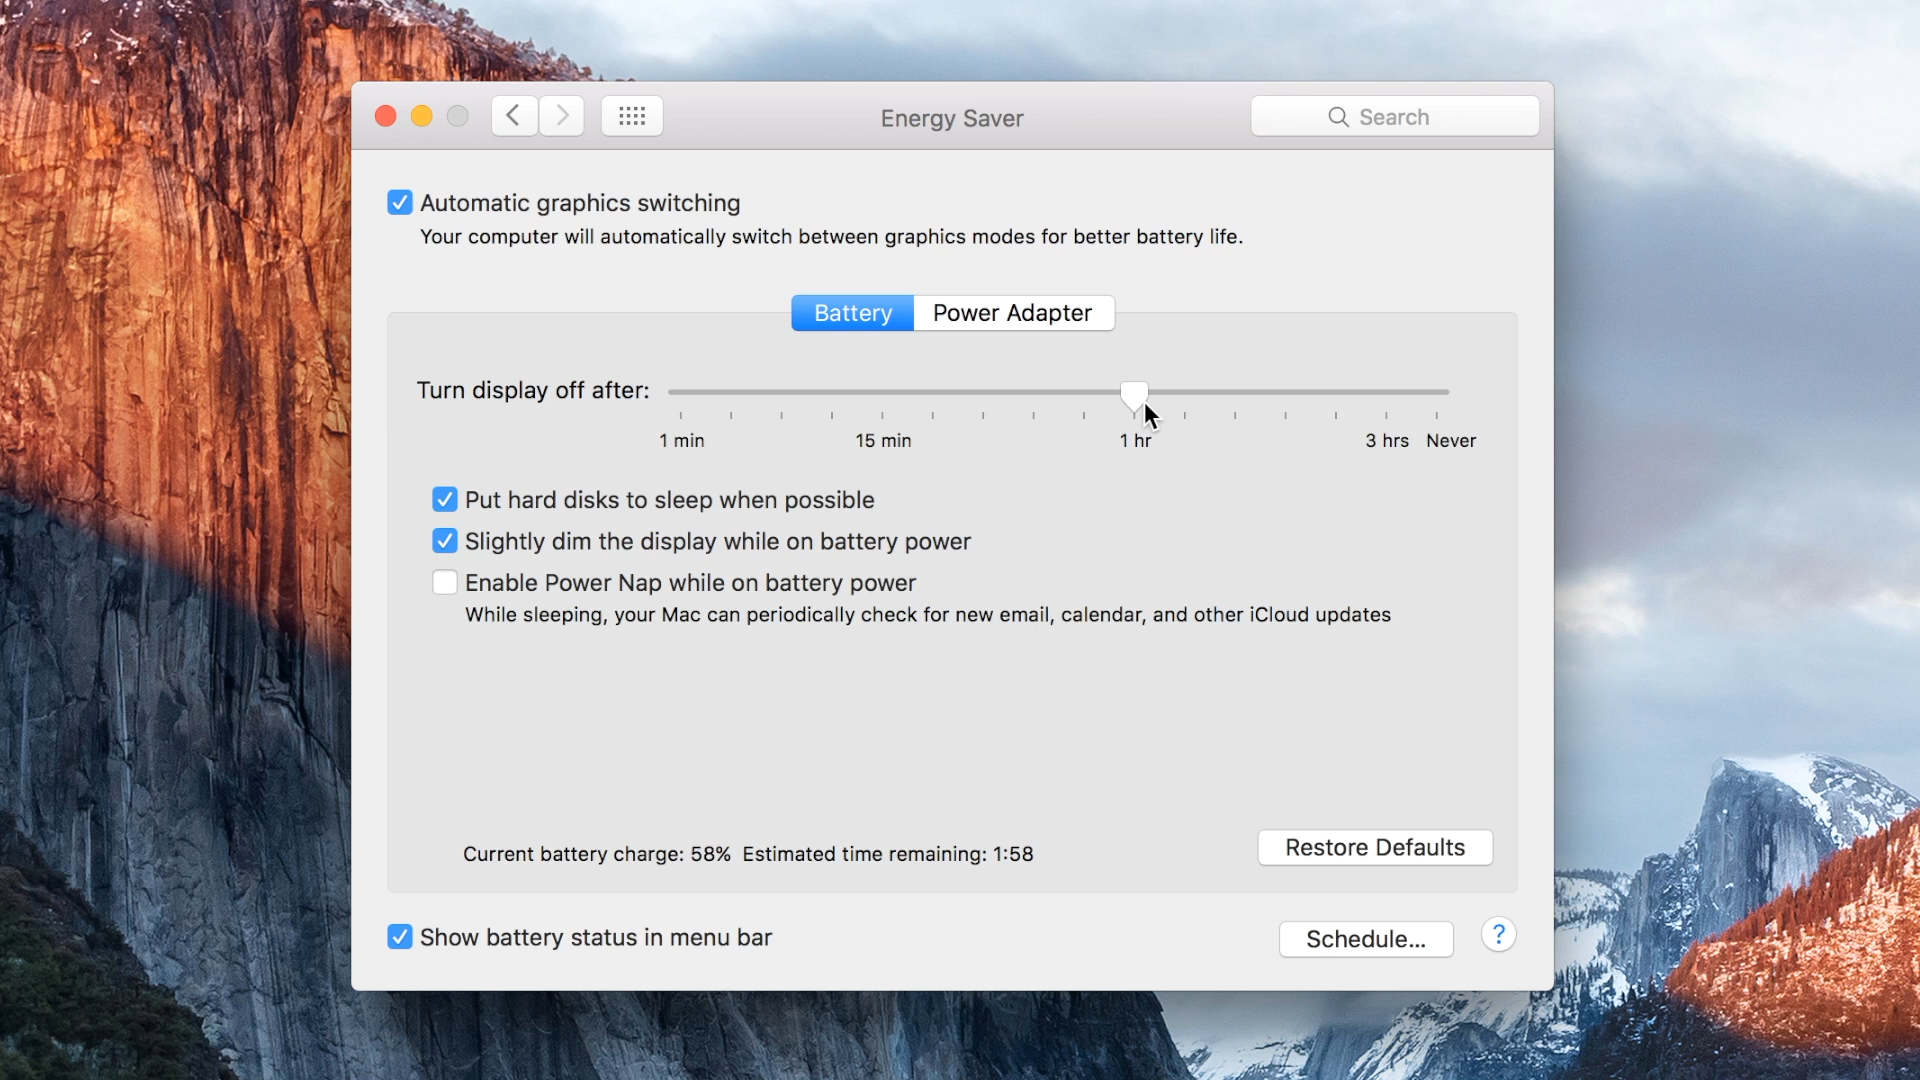 Energy Saver
Search
Automatic graphics switching
Your computer will automatically switch between graphics modes for better battery life.
Battery Power Adapter
Turn display off after:
1 min 15 min 1 hr 3 hrs Never
Put hard disks to sleep when possible
Slightly dim the display while on battery power
Enable Power Nap while on battery power
While sleeping, your Mac can periodically check for new email, calendar, and other iCloud updates
Current battery charge: 58% Estimated time remaining: 1:58
Restore Defaults
Show battery status in menu bar
Schedule...
?